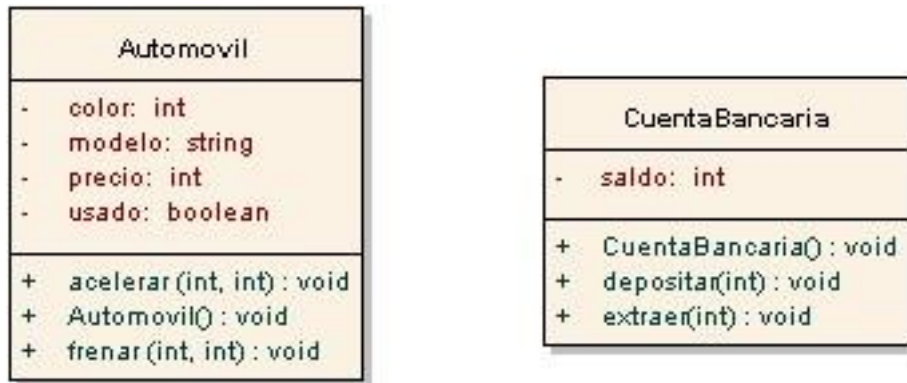 Automovil
- color: int
- modelo: string
- precio: int
- usado: boolean
+ acelerar(int, int) : void
+ Automovil() : void
+ frenar(int, int) : void
CuentaBancaria
- saldo: int
+ CuentaBancaria() : void
+ depositar(int) : void
+ extraer(int) : void